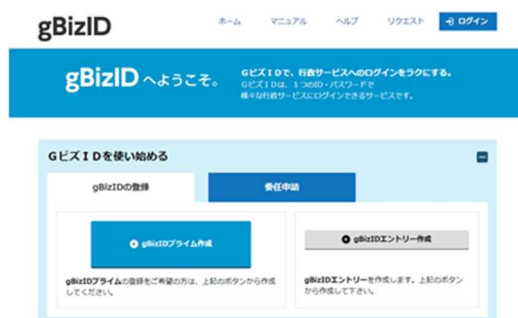 gBizID
ホーム マニュアル ヘルプ リクエスト ログイン
gBizID へようこそ。
GビズIDで、行政サービスへのログインをラクにする。
GビズIDは、1つのID・パスワードで
様々な行政サービスにログインできるサービスです。
GビズIDを使い始める
gBizIDの登録
委任申請
gBizIDプライム作成
gBizIDプライムの登録をご希望の方は、上記のボタンから作成
してください。
gBizIDエントリー作成
gBizIDエントリーを作成します。上記のボタン
から作成して下さい。